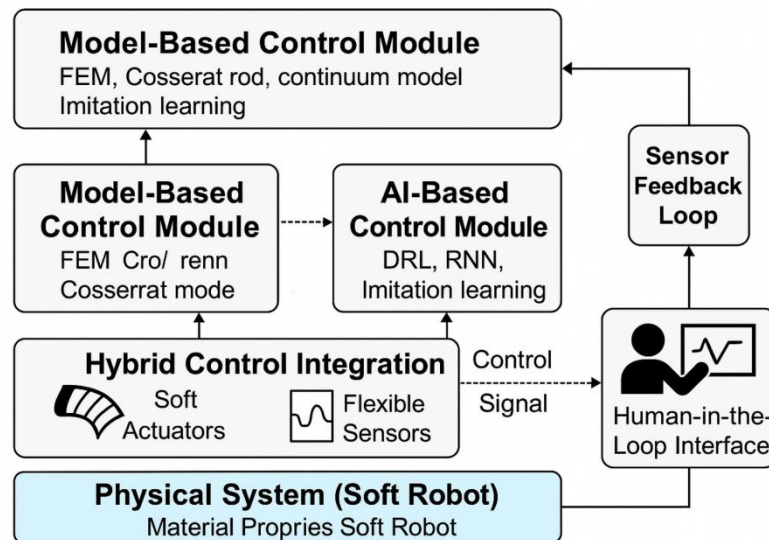 Model-Based Control Module
FEM, Cosserat rod, continuum model
Imitation learning
Model-Based
Control Module
FEM Cro/ renn
Cosserrat mode
AI-Based
Control Module
DRL, RNN,
Imitation learning
Sensor
Feedback
Loop
Hybrid Control Integration
Soft
Actuators
Flexible
Sensors
Control
Signal
Human-in-the-
Loop Interface
Physical System (Soft Robot)
Material Propries Soft Robot